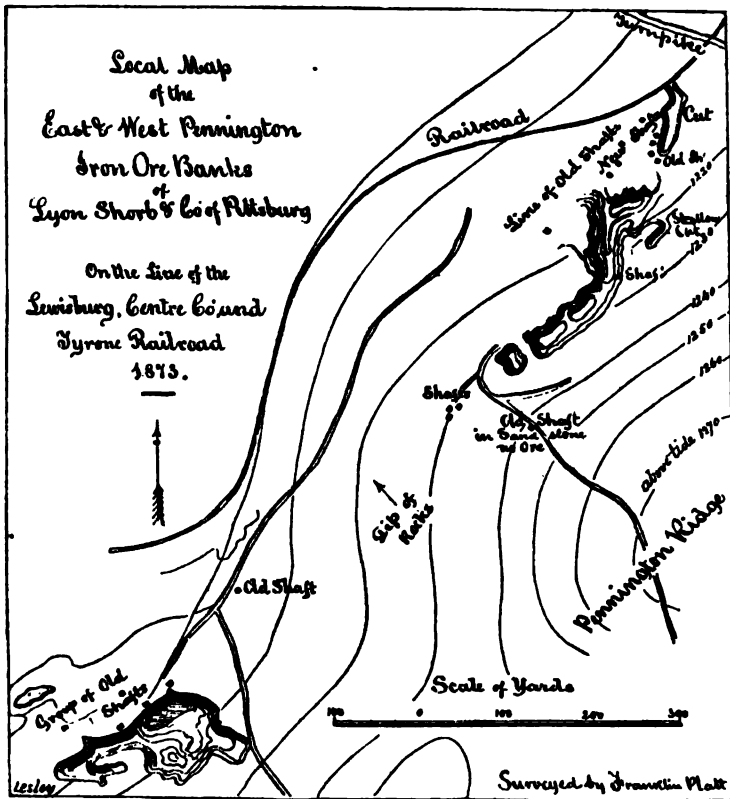 Local Map
of the
East & West Pennington
Iron Ore Banks
of
Lyon Shorb & Co of Pittsburg
On the Line of the
Lewisburg, Centre Co. and
Tyrone Railroad
1873.
Turnpike
Railroad
Cut
Line of Old Shafts
New Shafts
Old Sh.
1220
Shallow
Cut
1230
Shaft
1240
1250
1260
Shafts
Old Shaft
in Sand stone
no Ore
above tide 1270
Dip of
Rocks
Pennington Ridge
Old Shaft
Group of Old
Shafts
Scale of Yards
100 0 100 200 300
Lesley
Surveyed by Franklin Platt